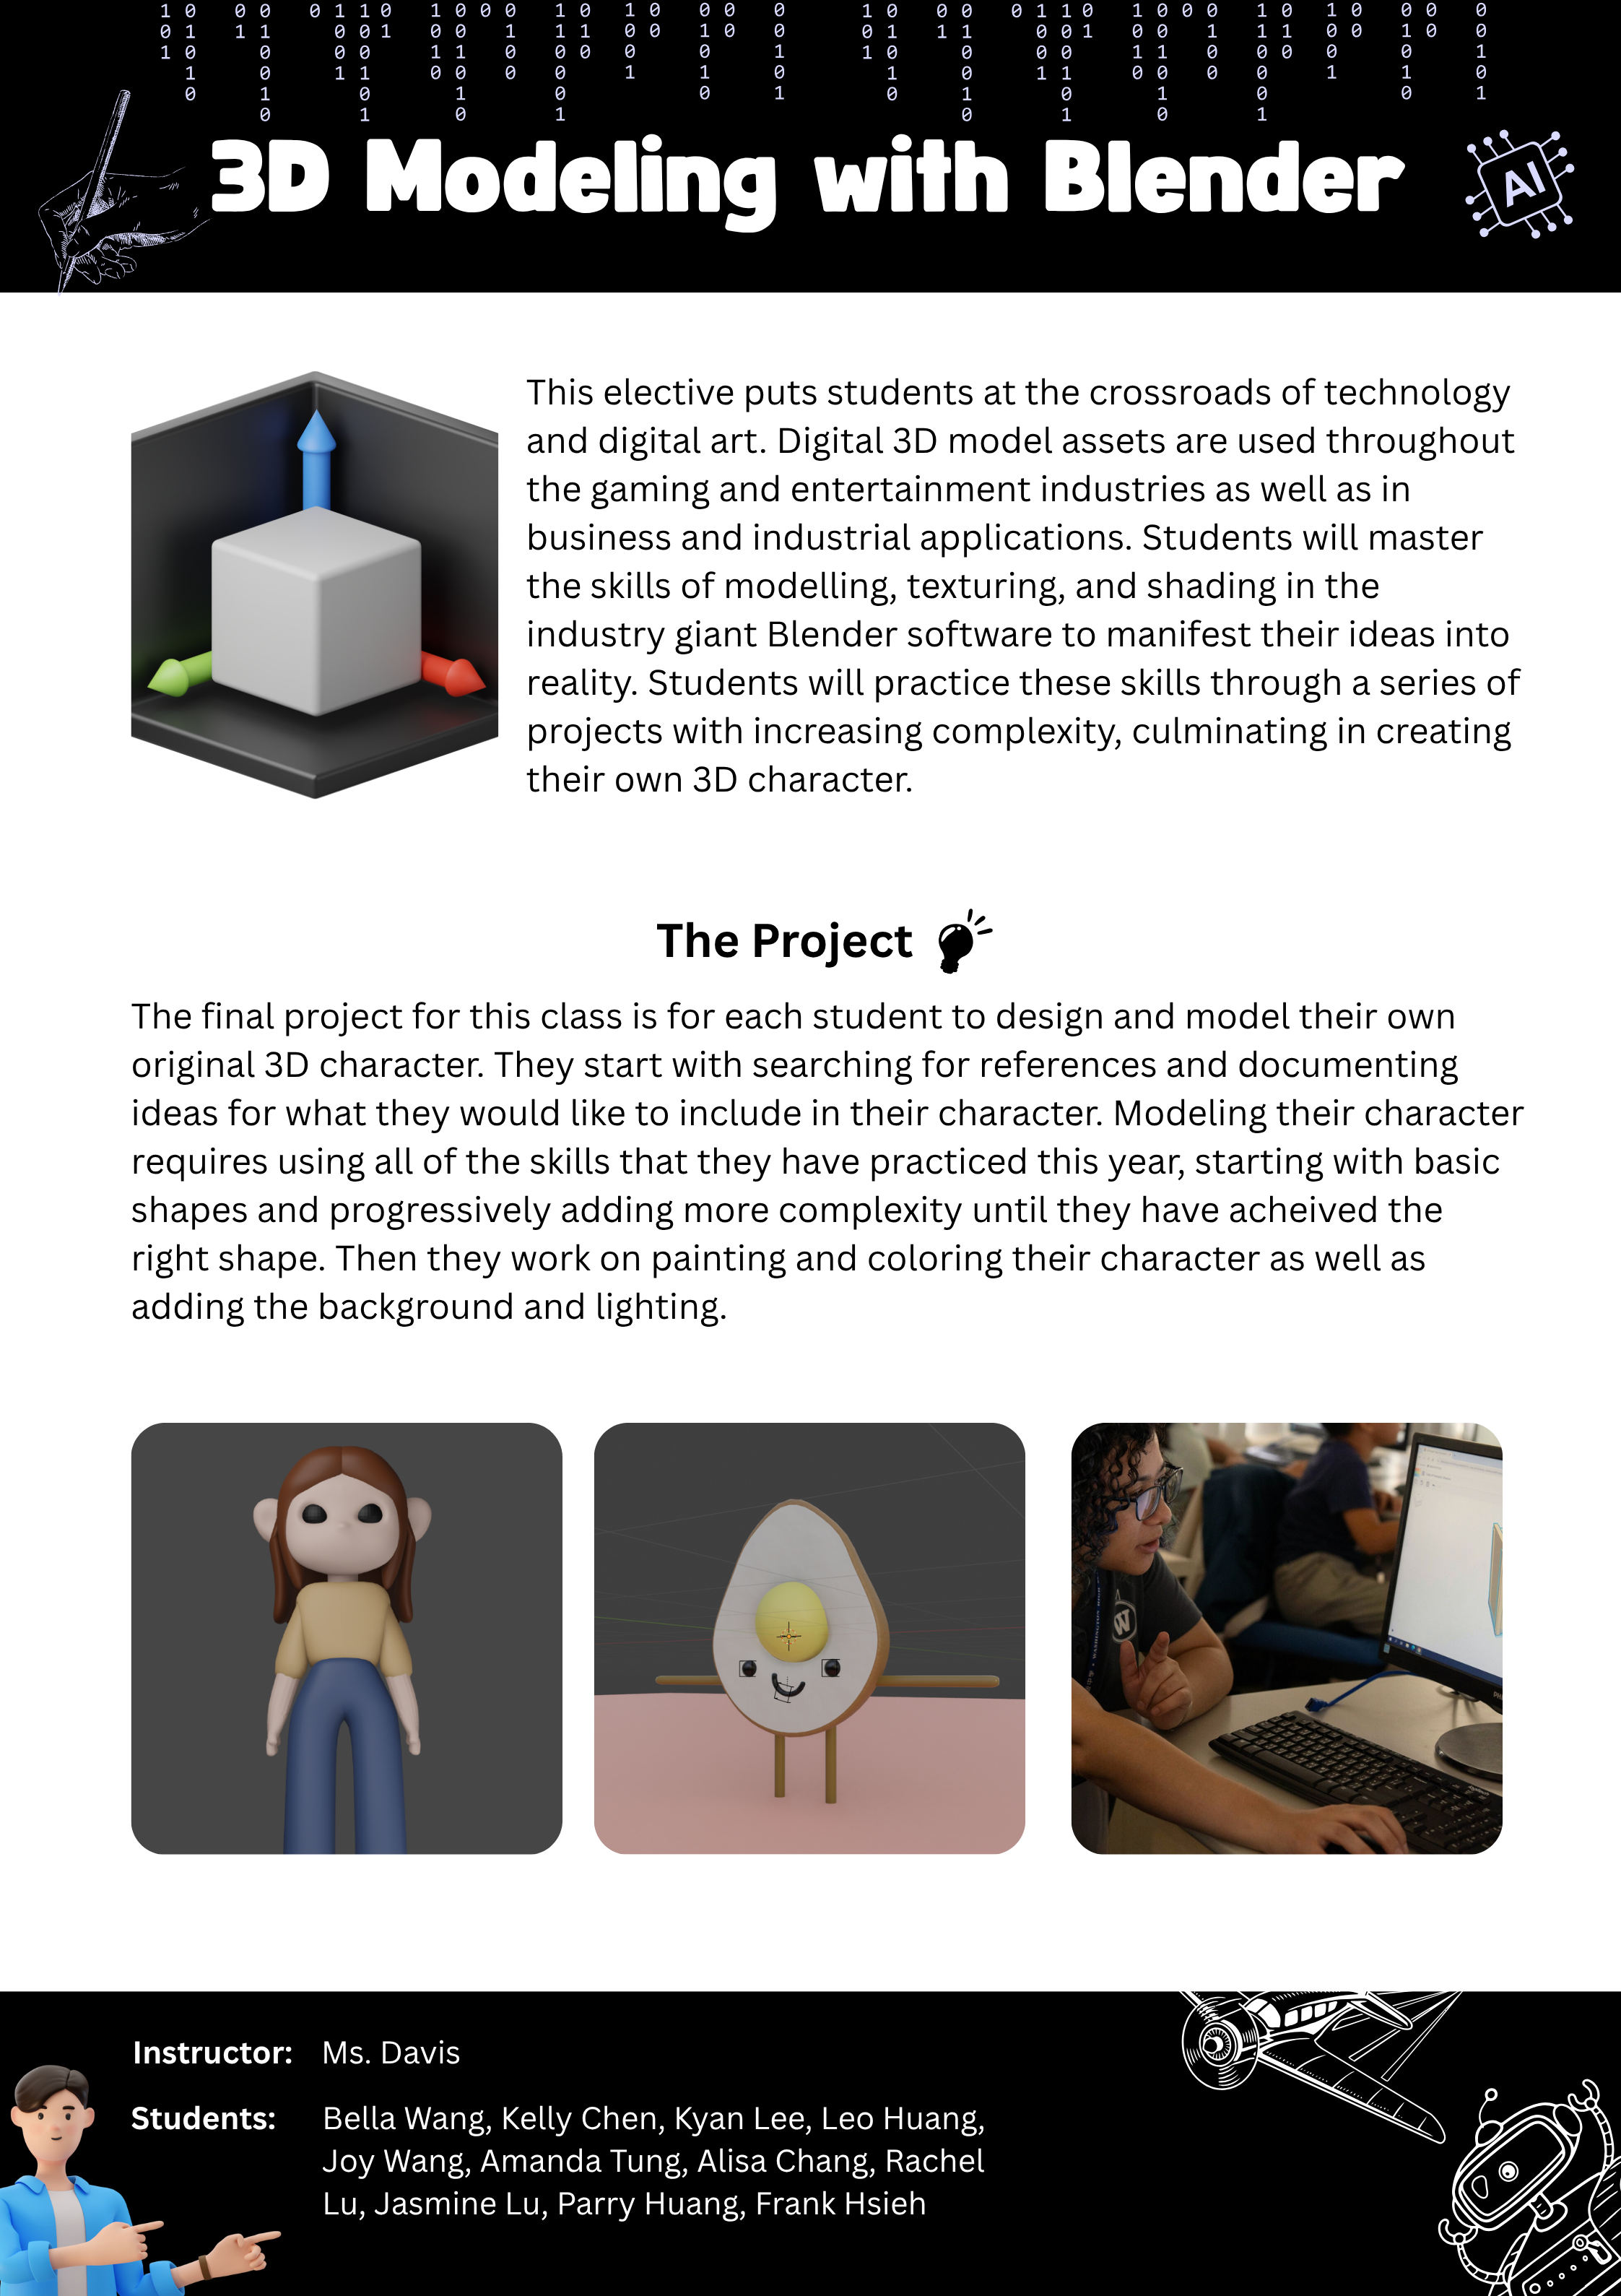 3D Modeling with Blender
AI
This elective puts students at the crossroads of technology
and digital art. Digital 3D model assets are used throughout
the gaming and entertainment industries as well as in
business and industrial applications. Students will master
the skills of modelling, texturing, and shading in the
industry giant Blender software to manifest their ideas into
reality. Students will practice these skills through a series of
projects with increasing complexity, culminating in creating
their own 3D character.
The Project
The final project for this class is for each student to design and model their own
original 3D character. They start with searching for references and documenting
ideas for what they would like to include in their character. Modeling their character
requires using all of the skills that they have practiced this year, starting with basic
shapes and progressively adding more complexity until they have acheived the
right shape. Then they work on painting and coloring their character as well as
adding the background and lighting.
W
Instructor: Ms. Davis
Students: Bella Wang, Kelly Chen, Kyan Lee, Leo Huang,
Joy Wang, Amanda Tung, Alisa Chang, Rachel
Lu, Jasmine Lu, Parry Huang, Frank Hsieh